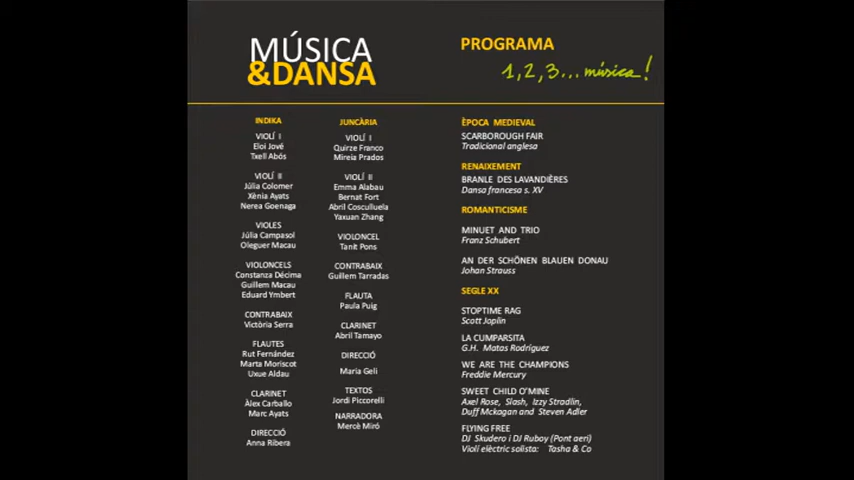 MÚSICA
&DANSA
INDIKA
VIOLÍ I
Eloi Jové
Txell Abós
VIOLÍ II
Júlia Colomer
Xènia Ayats
Nerea Goenaga
VIOLES
Júlia Campasol
Oleguer Macau
VIOLONCELS
Constanza Décima
Guillem Macau
Eduard Ymbert
CONTRABAIX
Victòria Serra
FLAUTES
Rut Fernández
Marta Moriscot
Uxue Aldau
CLARINET
Àlex Carballo
Marc Ayats
DIRECCIÓ
Anna Ribera
JUNCÀRIA
VIOLÍ I
Quirze Franco
Mireia Prados
VIOLÍ II
Emma Alabau
Bernat Fort
Abril Cosculluela
Yaxuan Zhang
VIOLONCEL
Tanit Pons
CONTRABAIX
Guillem Tarradas
FLAUTA
Paula Puig
CLARINET
Abril Tamayo
DIRECCIÓ
Maria Geli
TEXTOS
Jordi Piccorelli
NARRADORA
Mercè Miró
PROGRAMA
1, 2, 3... música!
ÈPOCA MEDIEVAL
SCARBOROUGH FAIR
Tradicional anglesa
RENAIXEMENT
BRANLE DES LAVANDIÈRES
Dansa francesa s. XV
ROMANTICISME
MINUET AND TRIO
Franz Schubert
AN DER SCHÖNEN BLAUEN DONAU
Johan Strauss
SEGLE XX
STOPTIME RAG
Scott Joplin
LA CUMPARSITA
G.H. Matas Rodríguez
WE ARE THE CHAMPIONS
Freddie Mercury
SWEET CHILD O'MINE
Axel Rose, Slash, Izzy Stradlin,
Duff Mckagan and Steven Adler
FLYING FREE
DJ Skudero i DJ Ruboy (Pont aeri)
Violí elèctric solista: Tasha & Co